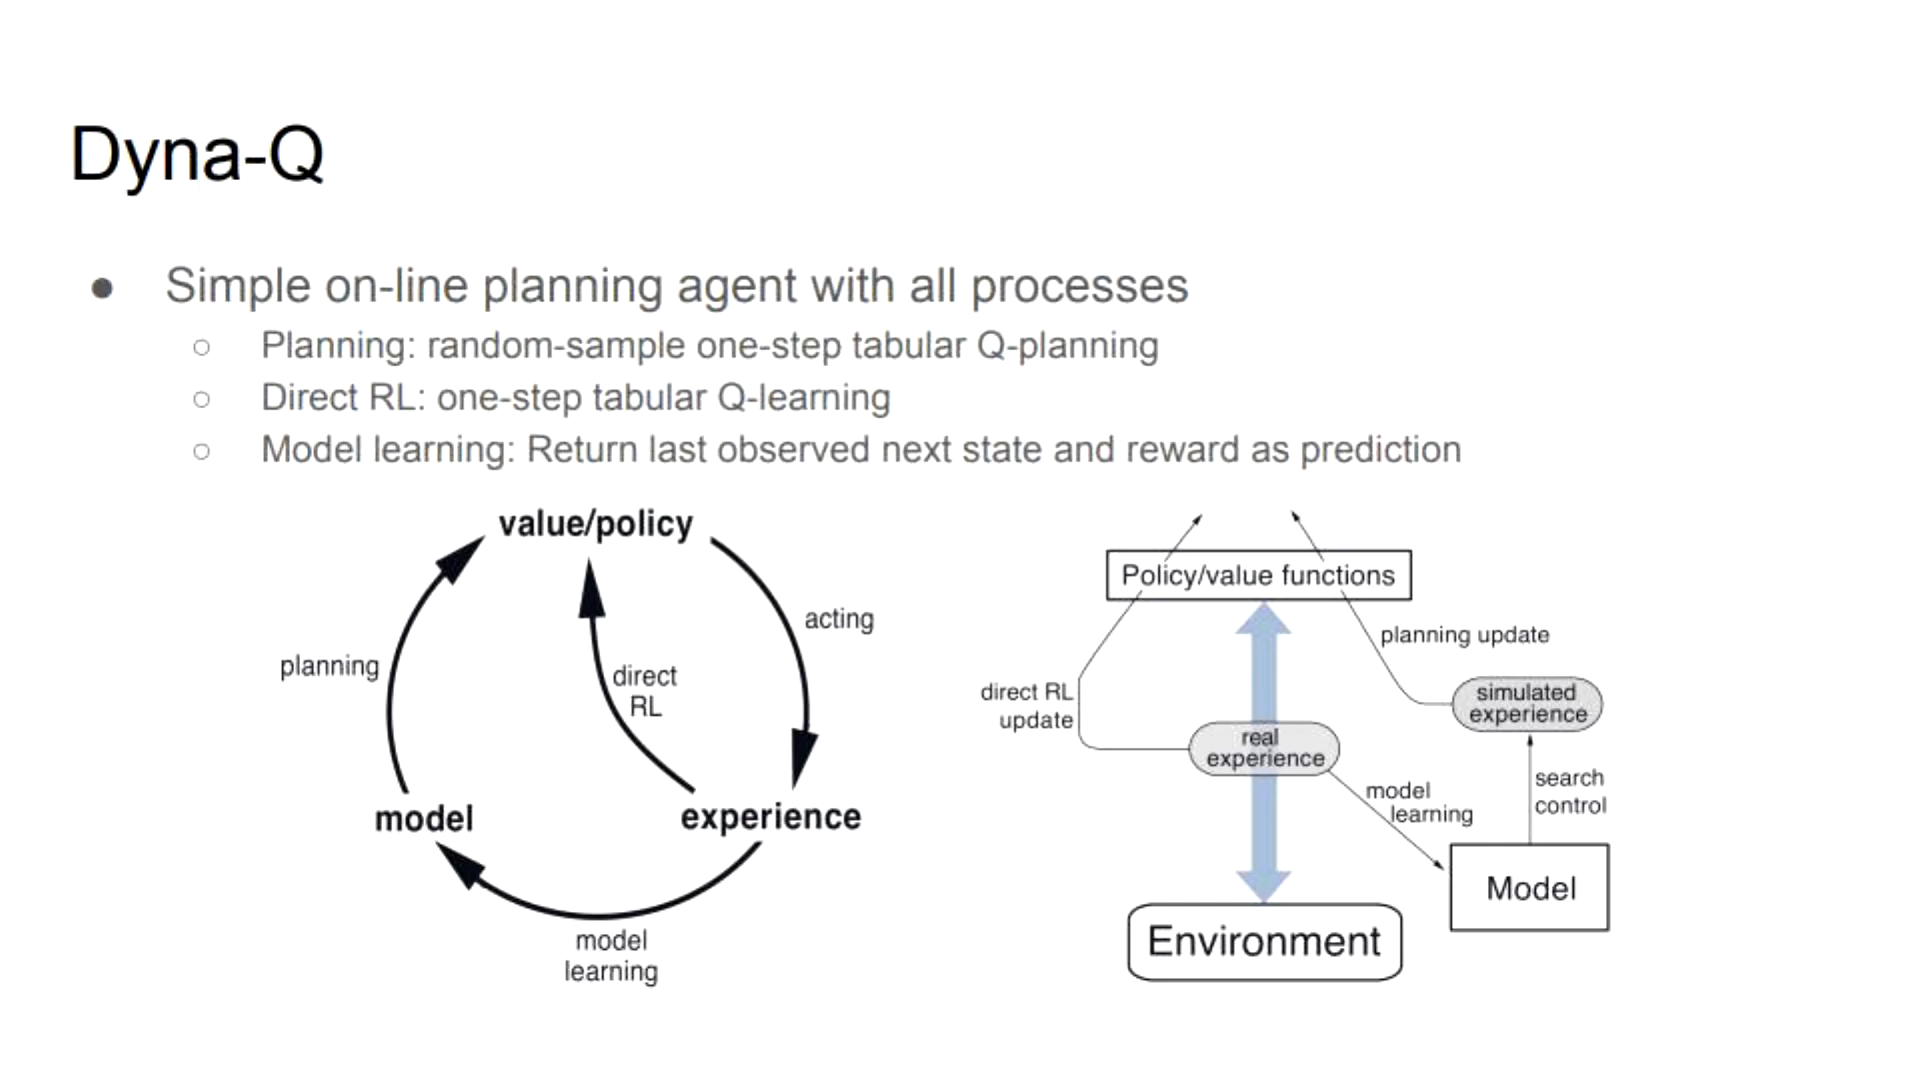 Dyna-Q
● Simple on-line planning agent with all processes
○ Planning: random-sample one-step tabular Q-planning
○ Direct RL: one-step tabular Q-learning
○ Model learning: Return last observed next state and reward as prediction
value/policy
acting
planning
direct
RL
model
experience
model
learning
Policy/value functions
planning update
direct RL
update
simulated
experience
real
experience
search
control
model
learning
Model
Environment